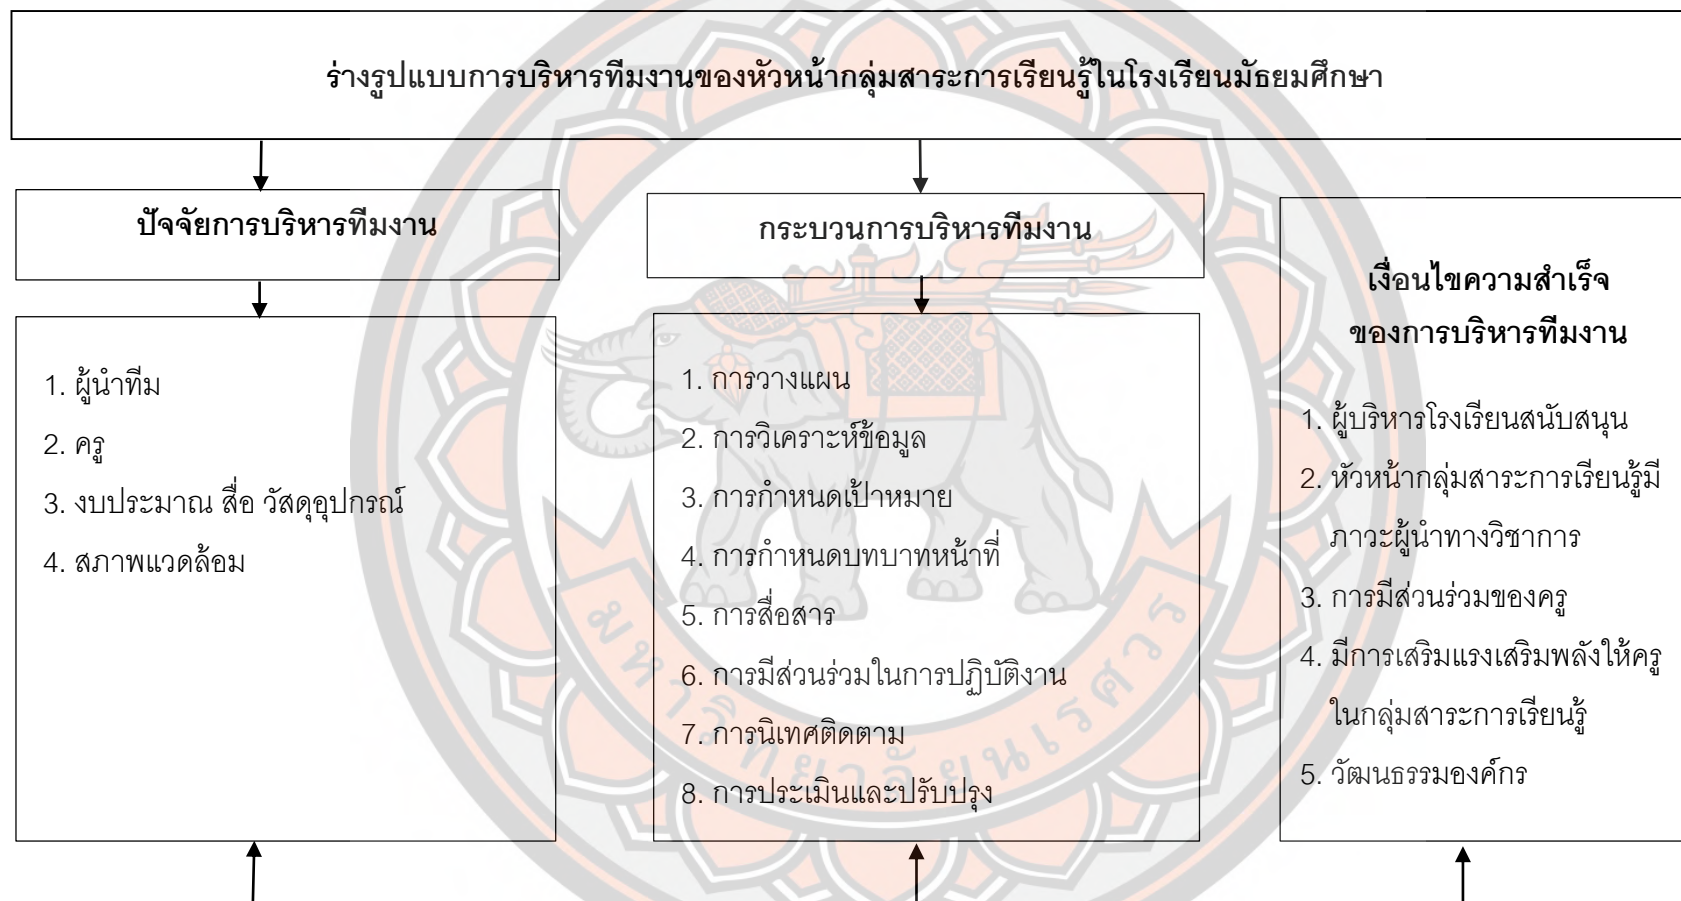 ร่างรูปแบบการบริหารทีมงานของหัวหน้ากลุ่มสาระการเรียนรู้ในโรงเรียนมัธยมศึกษา
ปัจจัยการบริหารทีมงาน
1. ผู้นำทีม
2. ครู
3. งบประมาณ สื่อ วัสดุอุปกรณ์
4. สภาพแวดล้อม
กระบวนการบริหารทีมงาน
1. การวางแผน
2. การวิเคราะห์ข้อมูล
3. การกำหนดเป้าหมาย
4. การกำหนดบทบาทหน้าที่
5. การสื่อสาร
6. การมีส่วนร่วมในการปฏิบัติงาน
7. การนิเทศติดตาม
8. การประเมินและปรับปรุง
เงื่อนไขความสำเร็จ
ของการบริหารทีมงาน
1. ผู้บริหารโรงเรียนสนับสนุน
2. หัวหน้ากลุ่มสาระการเรียนรู้มี
ภาวะผู้นำทางวิชาการ
3. การมีส่วนร่วมของครู
4. มีการเสริมแรงเสริมพลังให้ครู
ในกลุ่มสาระการเรียนรู้
5. วัฒนธรรมองค์กร
มหาวิทยาลัยนเรศวร